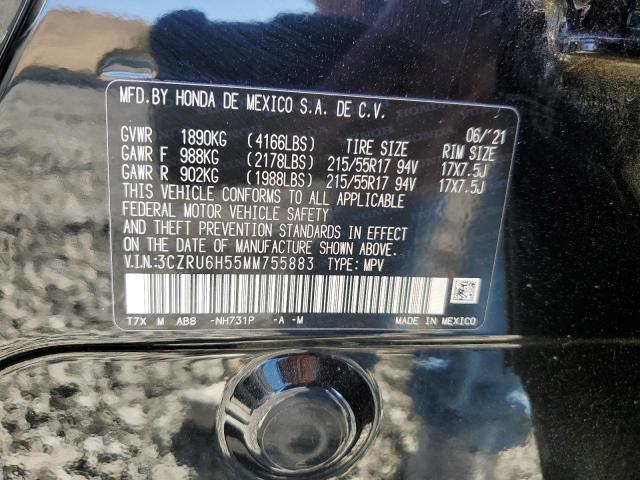 MFD.BY HONDA DE MEXICO S.A. DE C.V.
06/'21
GVWR 1890KG (4166LBS) TIRE SIZE RIM SIZE
GAWR F 988KG (2178LBS) 215/55R17 94V 17X7.5J
GAWR R 902KG (1988LBS) 215/55R17 94V 17X7.5J
THIS VEHICLE CONFORMS TO ALL APPLICABLE
FEDERAL MOTOR VEHICLE SAFETY
AND THEFT PREVENTION STANDARDS IN EFFECT
ON THE DATE OF MANUFACTURE SHOWN ABOVE.
V.I.N.:3CZRU6H55MM755883 TYPE: MPV
T7X M AB8 -NH731P -A -M MADE IN MEXICO